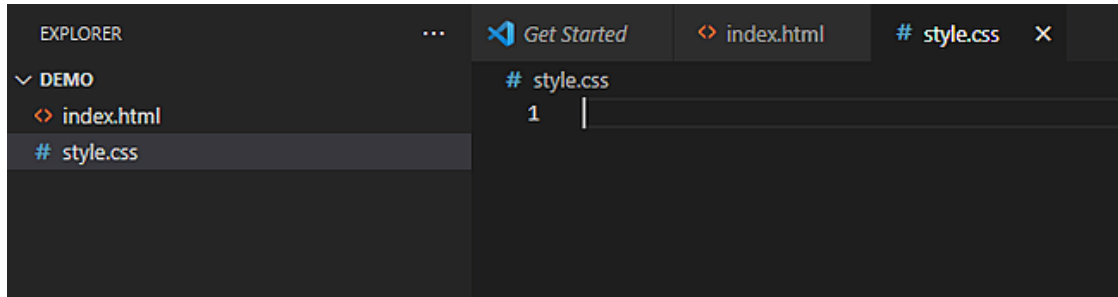 EXPLORER ...
DEMO
<> index.html
# style.css
Get Started <> index.html # style.css ×
# style.css
1